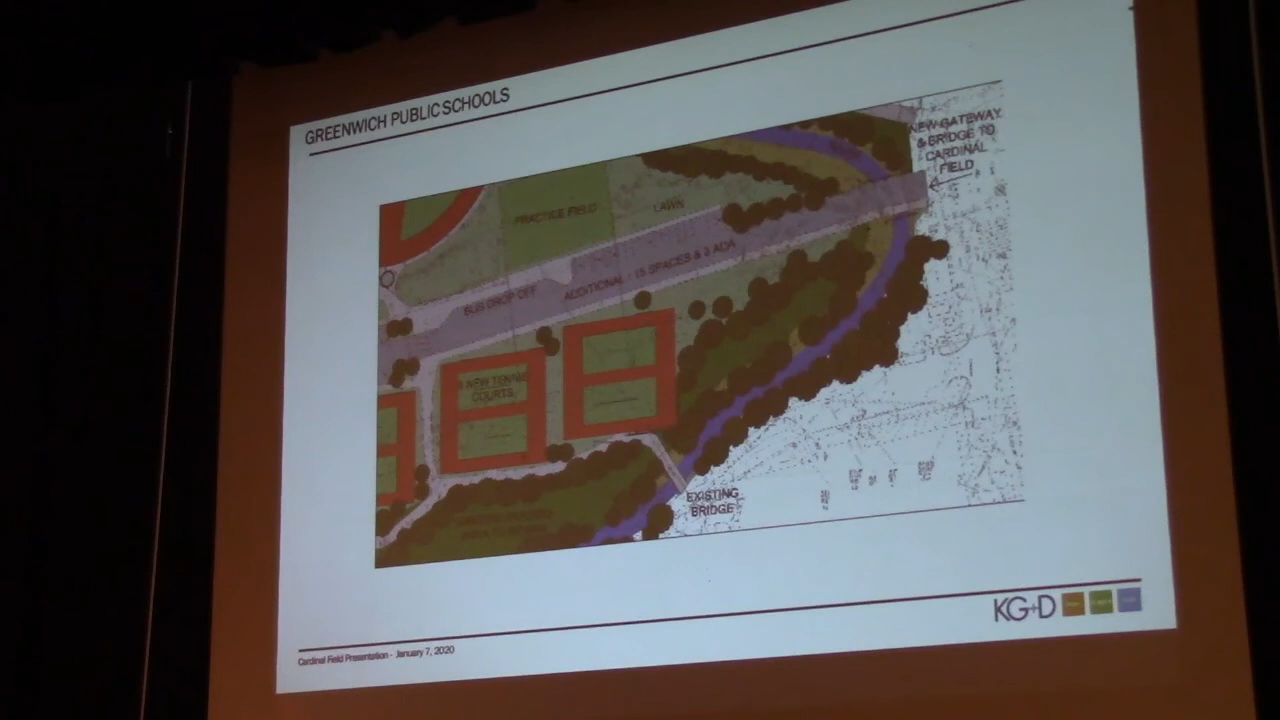 GREENWICH PUBLIC SCHOOLS
NEW GATEWAY
& BRIDGE TO
CARDINAL
FIELD
PRACTICE FIELD
LAWN
BUS DROP OFF
ADDITIONAL - 15 SPACES & 3 ADA
NEW TENNIS
COURTS
EXISTING
BRIDGE
KG+D
Cardinal Field Presentation - January 7, 2020